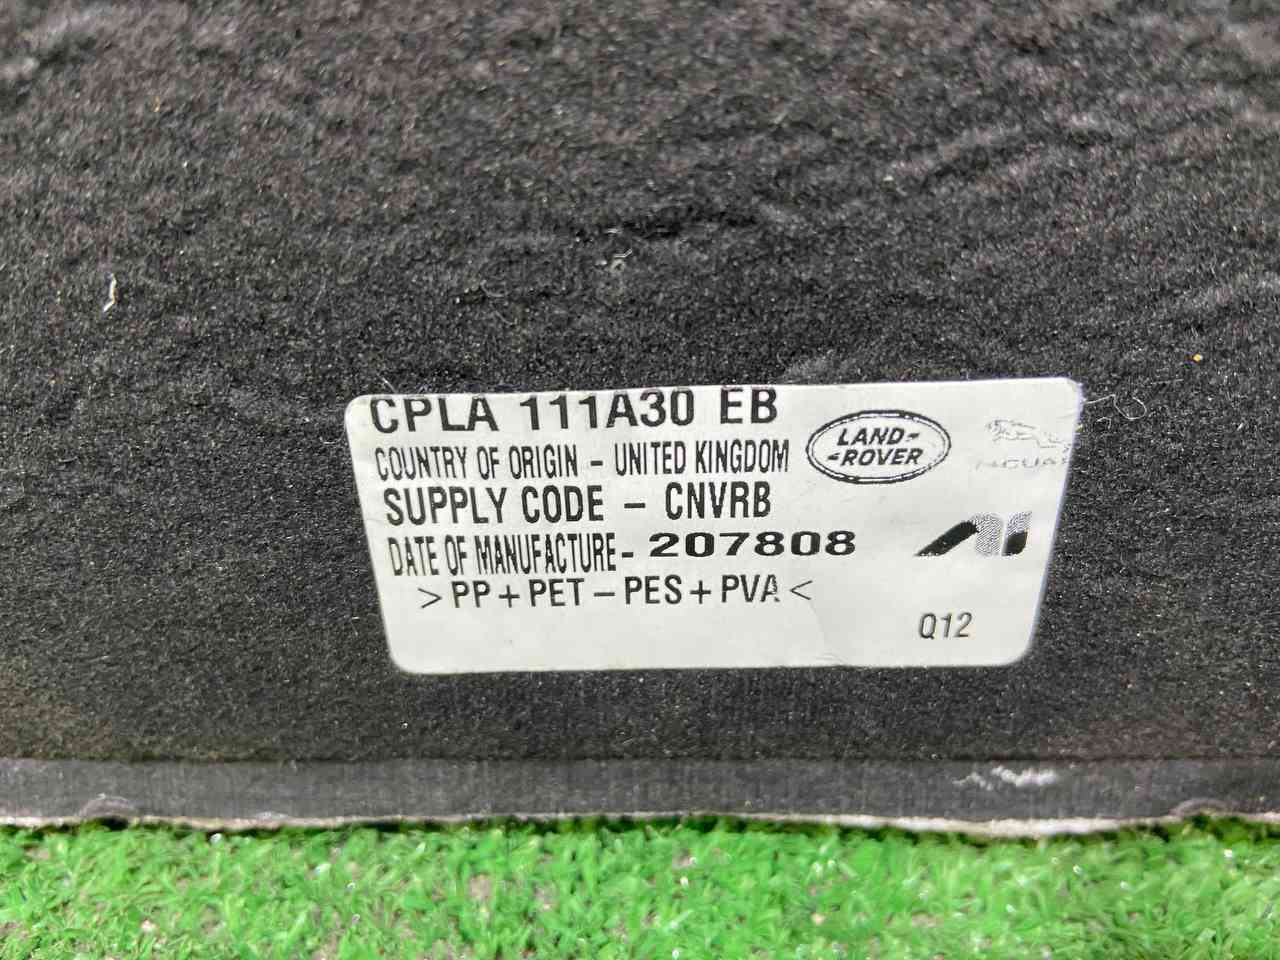 CPLA 111A30 EB
COUNTRY OF ORIGIN - UNITED KINGDOM
LAND-
-ROVER
JAGUAR
SUPPLY CODE - CNVRB
DATE OF MANUFACTURE- 207808
>PP+PET-PES+PVA<
Q12